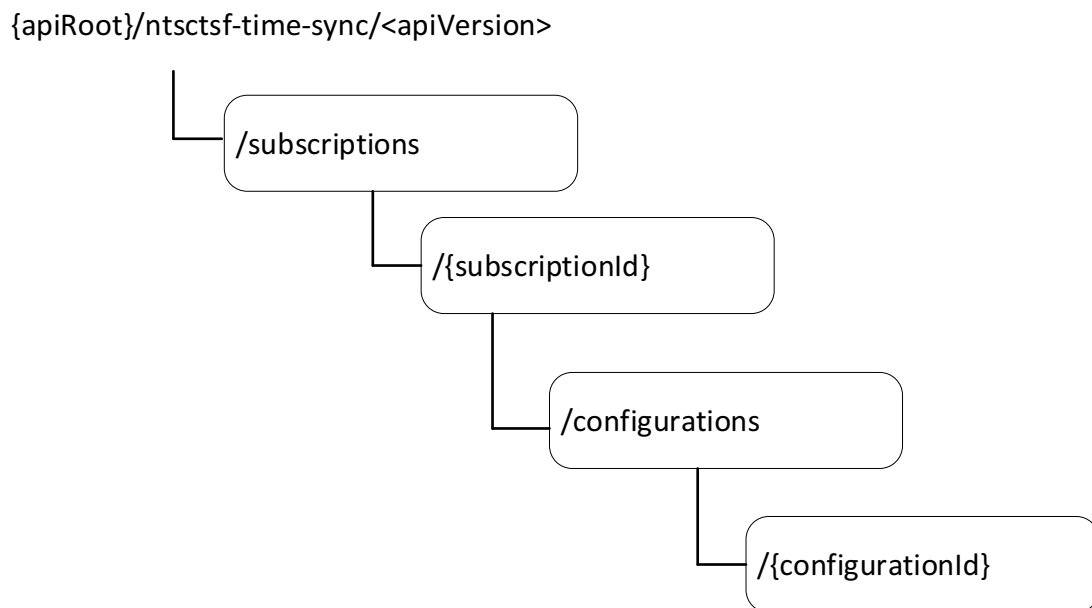 {apiRoot}/ntsctsf-time-sync/<apiVersion>
/subscriptions
/{subscriptionId}
/configurations
/{configurationId}